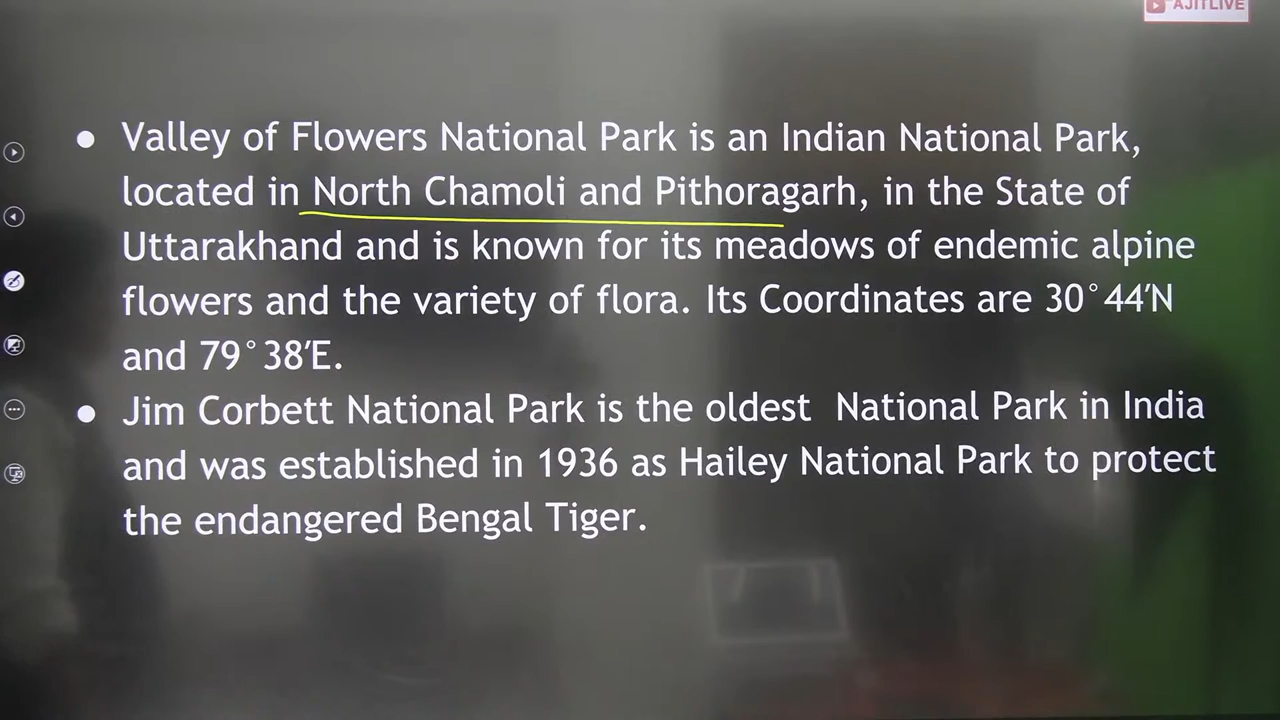 AJITLIVE
● Valley of Flowers National Park is an Indian National Park,
located in North Chamoli and Pithoragarh, in the State of
Uttarakhand and is known for its meadows of endemic alpine
flowers and the variety of flora. Its Coordinates are 30°44′N
and 79°38′E.
● Jim Corbett National Park is the oldest National Park in India
and was established in 1936 as Hailey National Park to protect
the endangered Bengal Tiger.